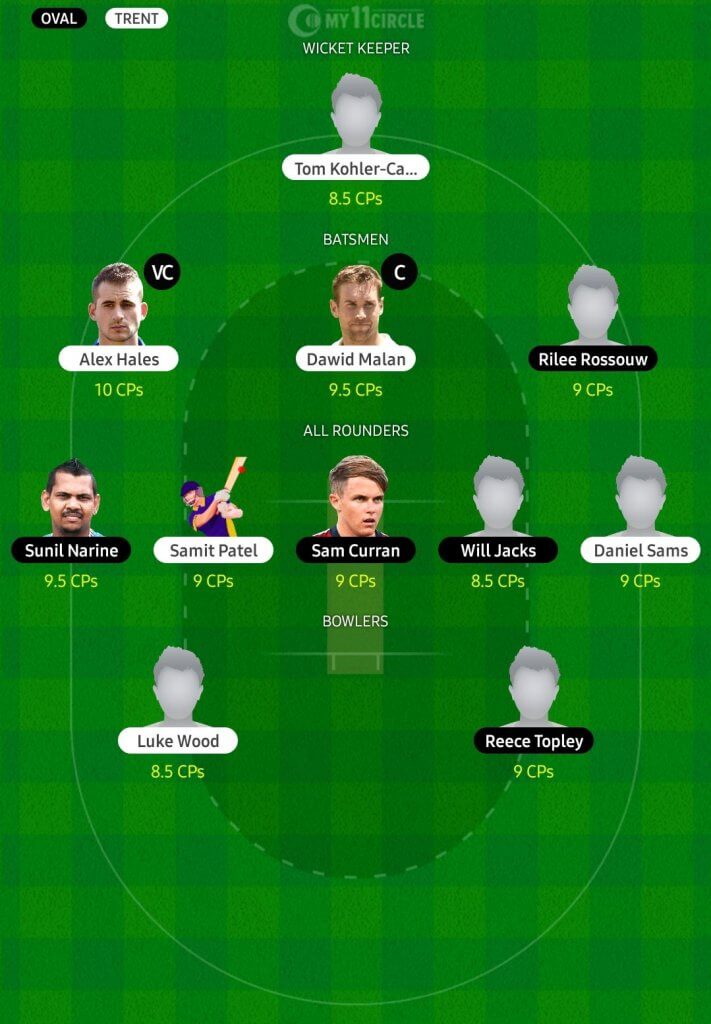 OVAL TRENT
MY11CIRCLE
WICKET KEEPER
Tom Kohler-Ca...
8.5 CPs
BATSMEN
VC C
Alex Hales Dawid Malan Rilee Rossouw
10 CPs 9.5 CPs 9 CPs
ALL ROUNDERS
Sunil Narine Samit Patel Sam Curran Will Jacks Daniel Sams
9.5 CPs 9 CPs 9 CPs 8.5 CPs 9 CPs
BOWLERS
Luke Wood Reece Topley
8.5 CPs 9 CPs